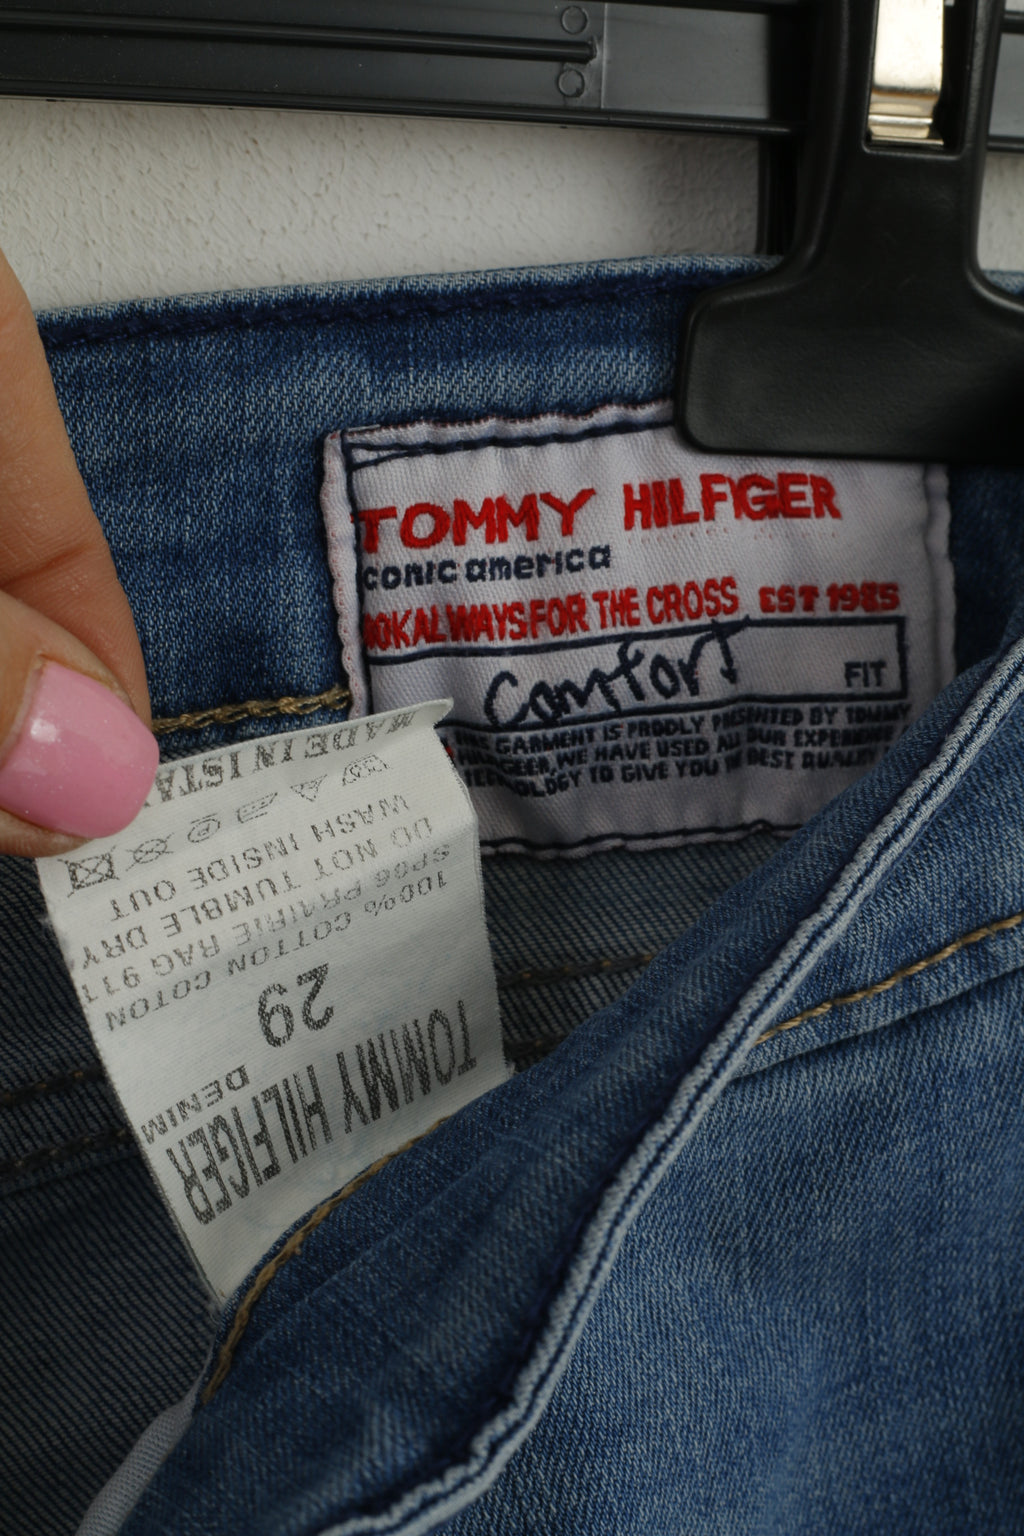 TOMMY HILFIGER
conic america
OOKALWAYSFOR THE CROSS EST 1985
Comfort FIT
GARMENT IS PRODLY PRESENTED BY TOMMY
WE HAVE USED ALL OUR EXPERIENCE
OLOGY TO GIVE YOU BEST
TOMMY HILFIGER
DENIM
29
100% COTTON COTON
SP06 PRAIRIE RAG 911
DO NOT TUMBLE DRY
WASH INSIDE OUT
MADE IN ISTA